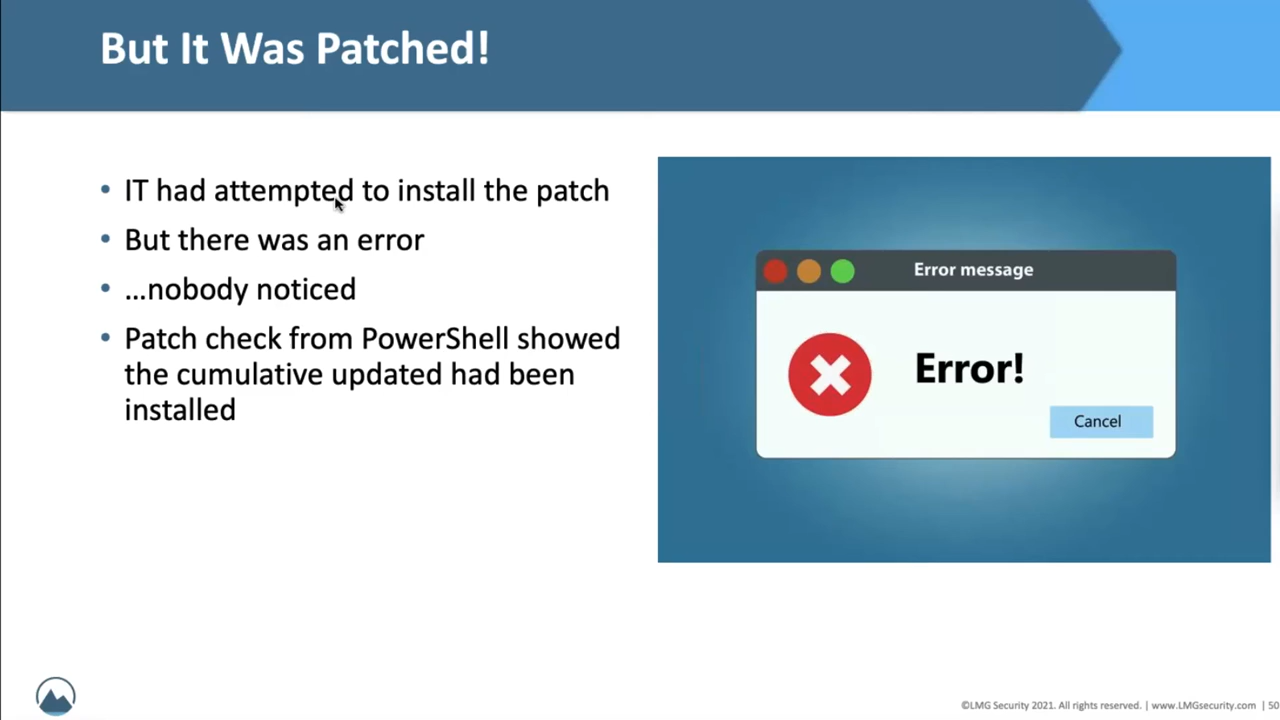 But It Was Patched!
• IT had attempted to install the patch
• But there was an error
• ...nobody noticed
• Patch check from PowerShell showed
the cumulative updated had been
installed
Error message
Error!
Cancel
©LMG Security 2021. All rights reserved. | www.LMGsecurity.com | 50